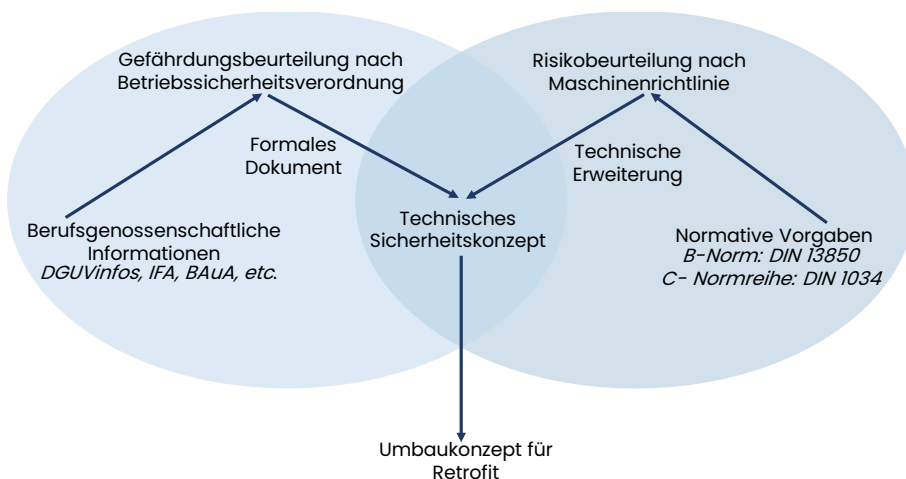 Gefährdungsbeurteilung nach
Betriebssicherheitsverordnung
Risikobeurteilung nach
Maschinenrichtlinie
Formales
Dokument
Technische
Erweiterung
Berufsgenossenschaftliche
Informationen
DGUVinfos, IFA, BAuA, etc.
Technisches
Sicherheitskonzept
Normative Vorgaben
B-Norm: DIN 13850
C- Normreihe: DIN 1034
Umbaukonzept für
Retrofit